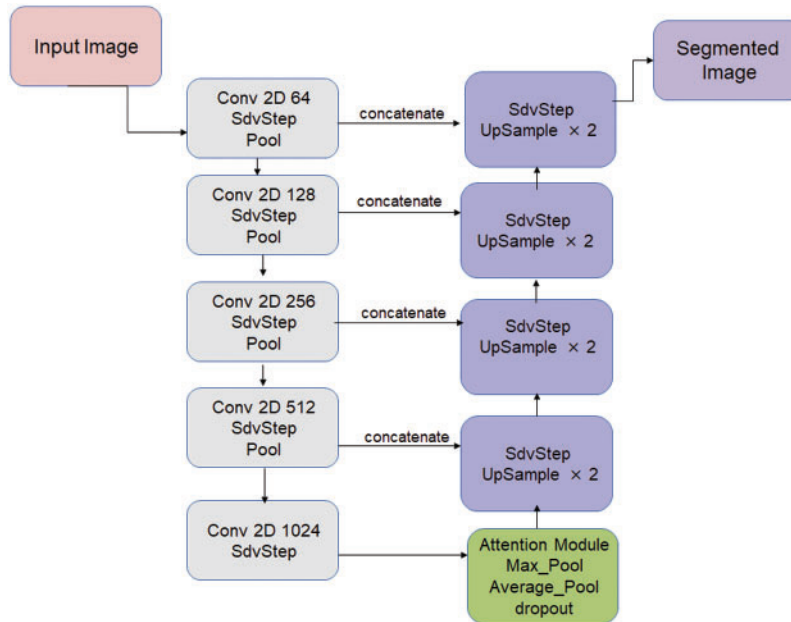 Input Image
Segmented
Image
Conv 2D 64
SdvStep
Pool
concatenate
SdvStep
UpSample × 2
Conv 2D 128
SdvStep
Pool
concatenate
SdvStep
UpSample × 2
Conv 2D 256
SdvStep
Pool
concatenate
SdvStep
UpSample × 2
Conv 2D 512
SdvStep
Pool
concatenate
SdvStep
UpSample × 2
Conv 2D 1024
SdvStep
Attention Module
Max_Pool
Average_Pool
dropout